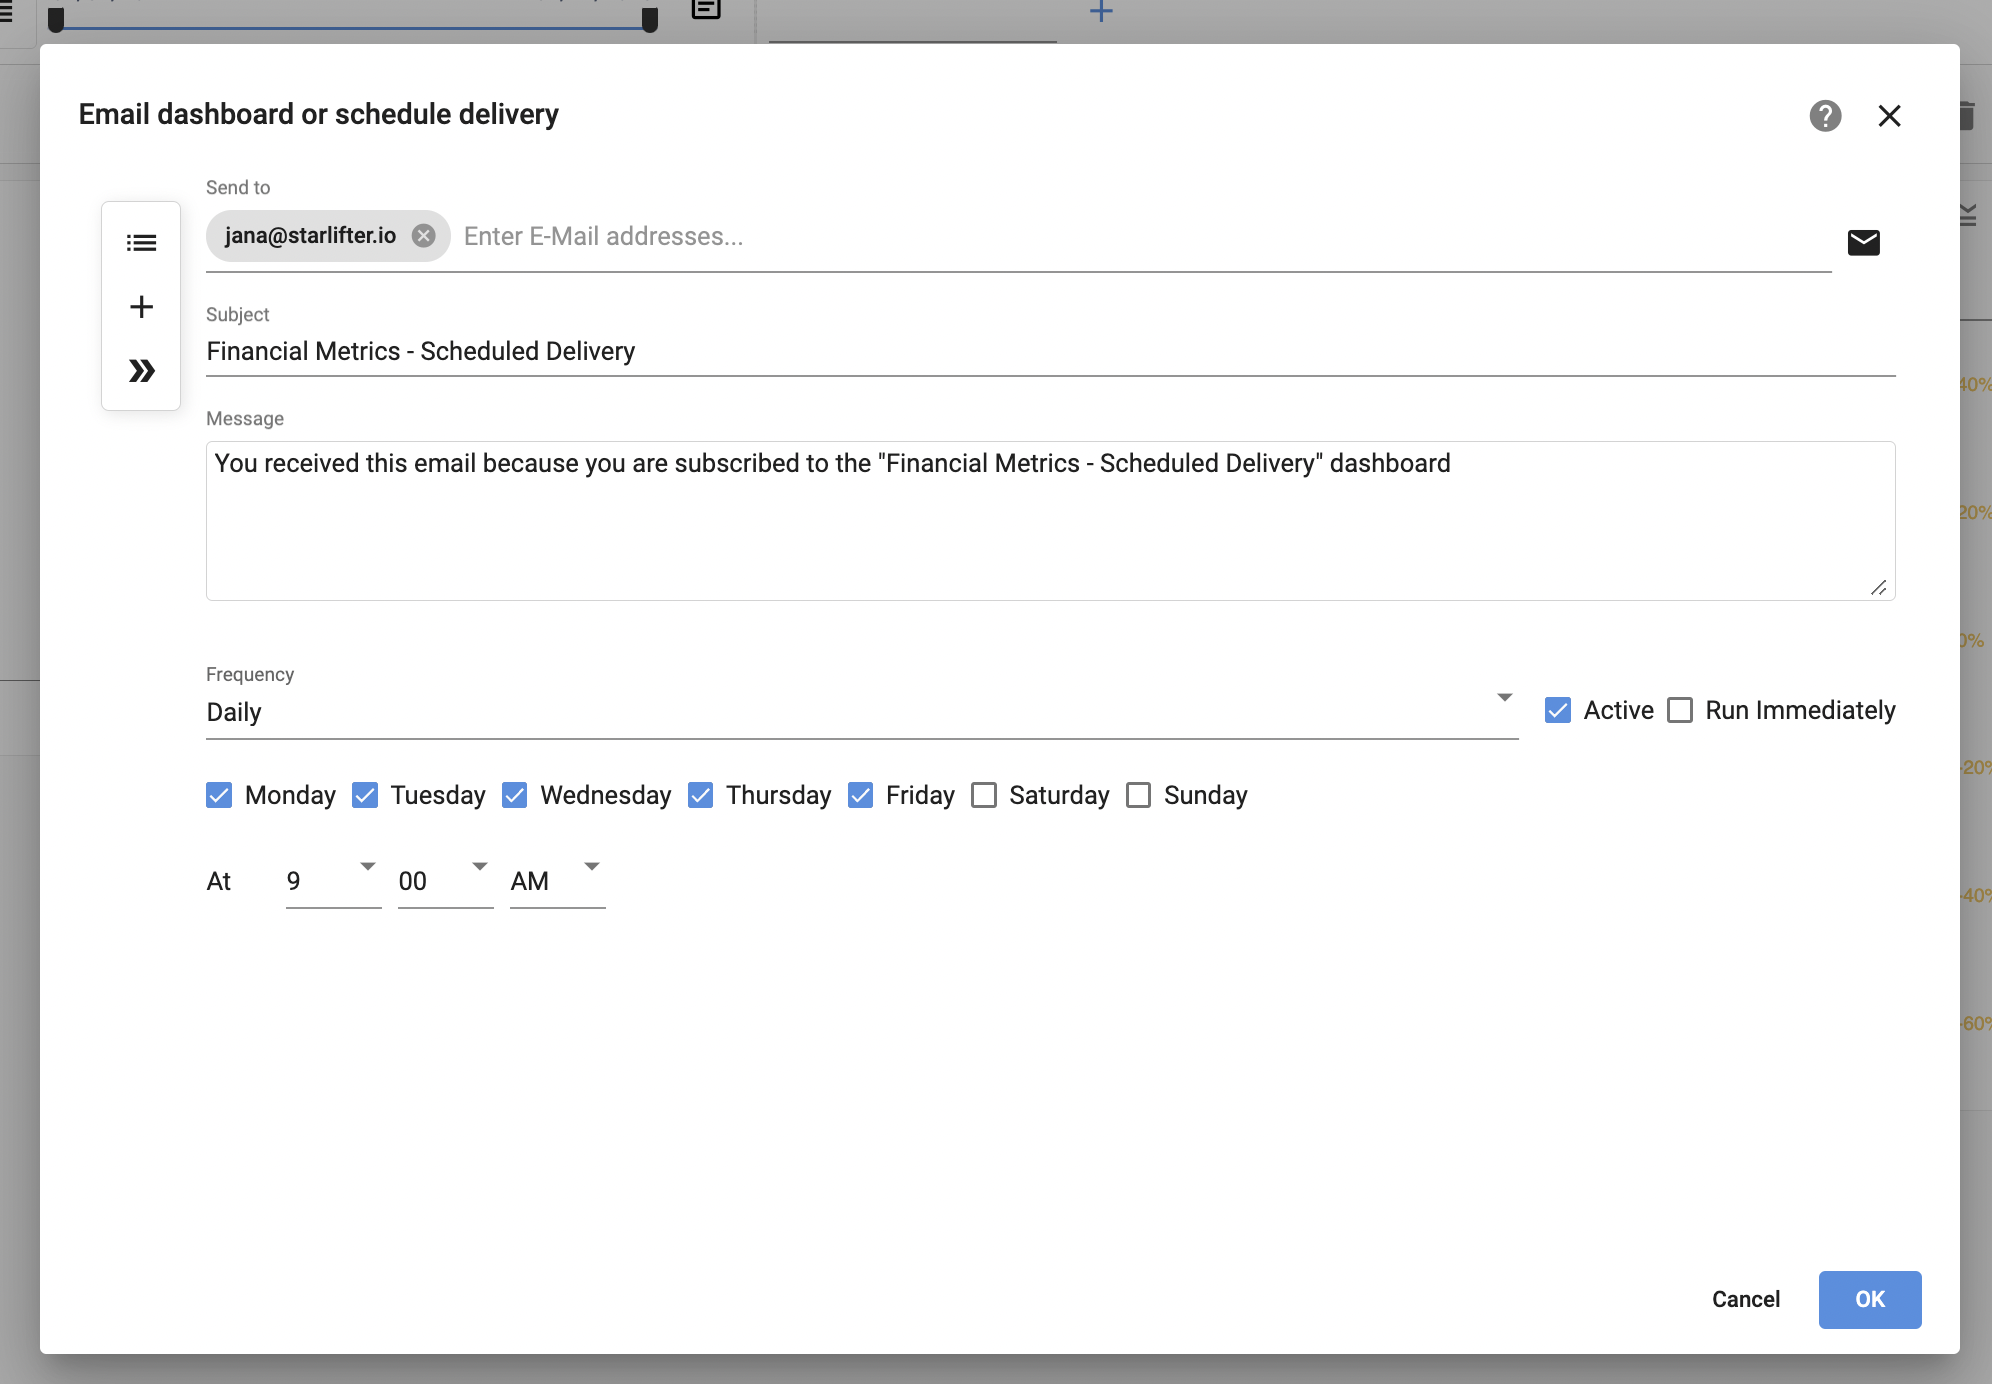 Email dashboard or schedule delivery
Send to
jana@starlifter.io Enter E-Mail addresses...
Subject
Financial Metrics - Scheduled Delivery
Message
You received this email because you are subscribed to the "Financial Metrics - Scheduled Delivery" dashboard
40%
20%
0%
-20%
-40%
-60%
Frequency
Daily
Active Run Immediately
Monday Tuesday Wednesday Thursday Friday Saturday Sunday
At 9 00 AM
Cancel OK